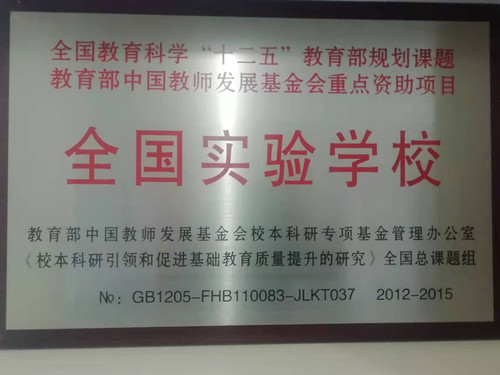 全国教育科学“十二五”教育部规划课题
教育部中国教师发展基金会重点资助项目
全国实验学校
教育部中国教师发展基金会校本科研专项基金管理办公室
《校本科研引领和促进基础教育质量提升的研究》全国总课题组
№：GB1205-FHB110083-JLKT037 2012-2015